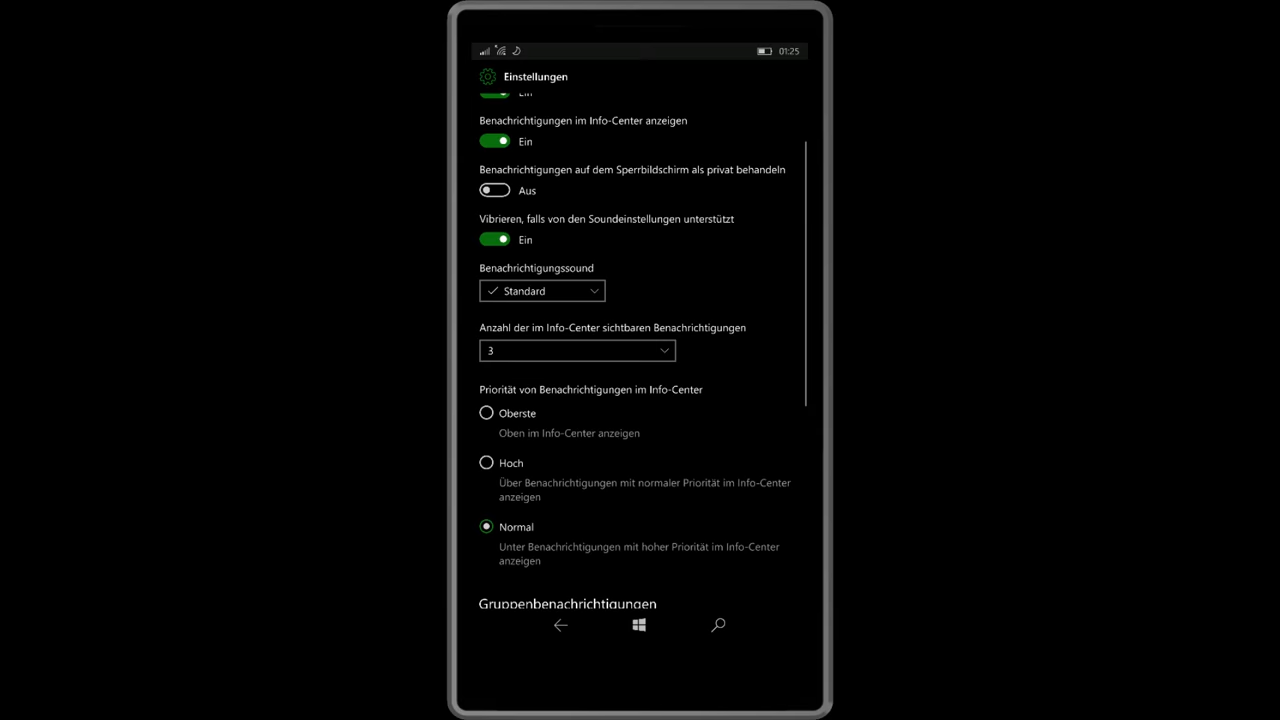 01:25
Einstellungen
Ein
Benachrichtigungen im Info-Center anzeigen
Ein
Benachrichtigungen auf dem Sperrbildschirm als privat behandeln
Aus
Vibrieren, falls von den Soundeinstellungen unterstützt
Ein
Benachrichtigungssound
Standard
Anzahl der im Info-Center sichtbaren Benachrichtigungen
3
Priorität von Benachrichtigungen im Info-Center
Oberste
Oben im Info-Center anzeigen
Hoch
Über Benachrichtigungen mit normaler Priorität im Info-Center
anzeigen
Normal
Unter Benachrichtigungen mit hoher Priorität im Info-Center
anzeigen
Gruppenbenachrichtigungen